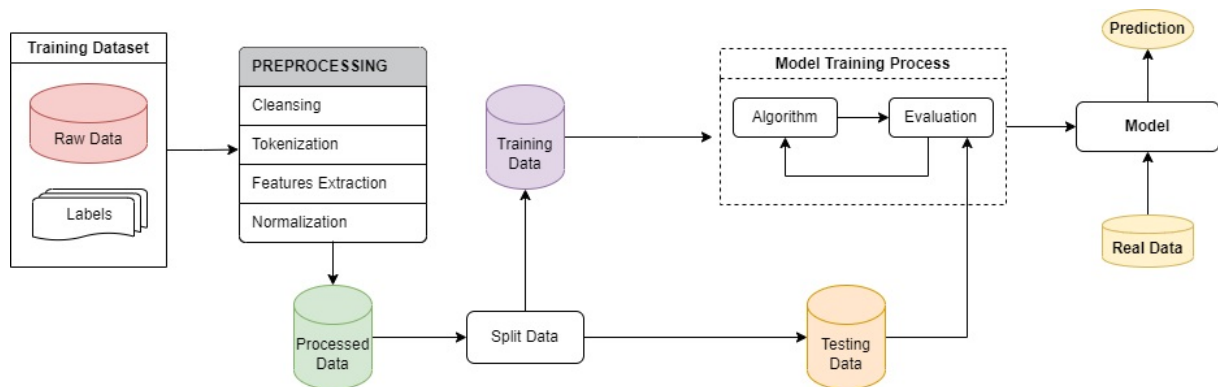 Training Dataset
Raw Data
Labels
PREPROCESSING
Cleansing
Tokenization
Features Extraction
Normalization
Processed
Data
Split Data
Training
Data
Testing
Data
Model Training Process
Algorithm
Evaluation
Prediction
Model
Real Data